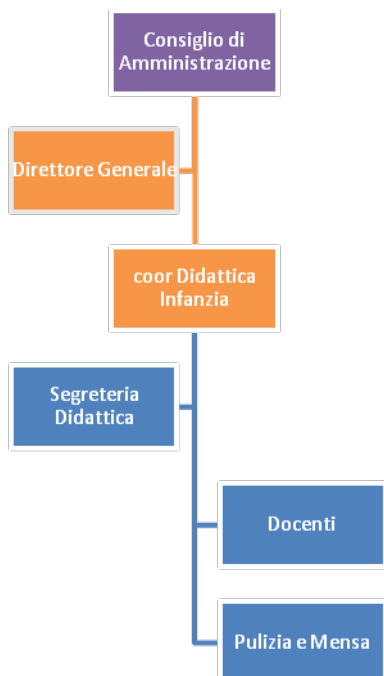 Consiglio di
Amministrazione
Direttore Generale
coor Didattica
Infanzia
Segreteria
Didattica
Docenti
Pulizia e Mensa